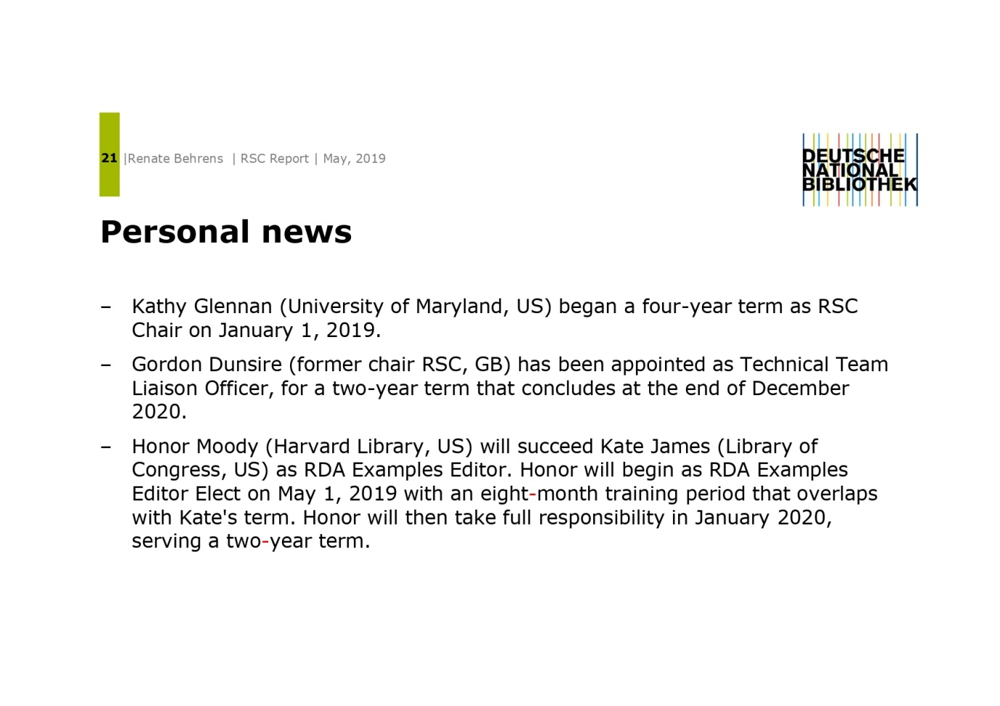 21 |Renate Behrens | RSC Report | May, 2019
DEUTSCHE
NATIONAL
BIBLIOTHEK
Personal news
– Kathy Glennan (University of Maryland, US) began a four-year term as RSC
Chair on January 1, 2019.
– Gordon Dunsire (former chair RSC, GB) has been appointed as Technical Team
Liaison Officer, for a two-year term that concludes at the end of December
2020.
– Honor Moody (Harvard Library, US) will succeed Kate James (Library of
Congress, US) as RDA Examples Editor. Honor will begin as RDA Examples
Editor Elect on May 1, 2019 with an eight-month training period that overlaps
with Kate's term. Honor will then take full responsibility in January 2020,
serving a two-year term.